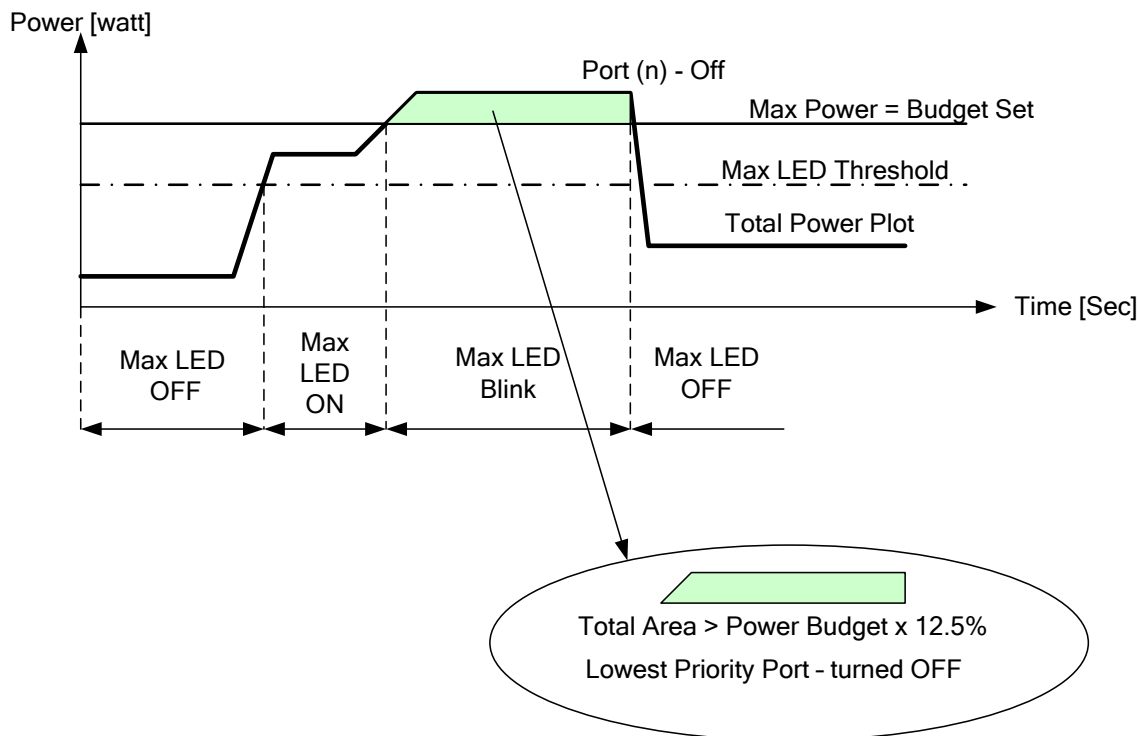 Power [watt]
Port (n) - Off
Max Power = Budget Set
Max LED Threshold
Total Power Plot
Time [Sec]
Max LED
OFF
Max
LED
ON
Max LED
Blink
Max LED
OFF
Total Area > Power Budget x 12.5%
Lowest Priority Port - turned OFF